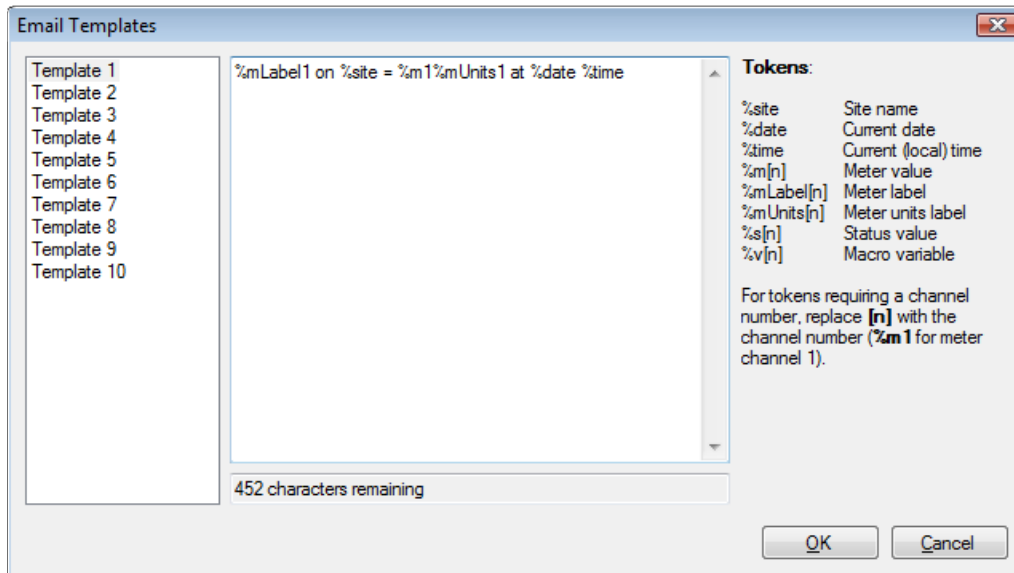 Email Templates
Template 1
Template 2
Template 3
Template 4
Template 5
Template 6
Template 7
Template 8
Template 9
Template 10
%mLabel1 on %site = %m1%mUnits1 at %date %time
452 characters remaining
Tokens:
%site Site name
%date Current date
%time Current (local) time
%m[n] Meter value
%mLabel[n] Meter label
%mUnits[n] Meter units label
%s[n] Status value
%v[n] Macro variable
For tokens requiring a channel
number, replace [n] with the
channel number (%m1 for meter
channel 1).
OK
Cancel